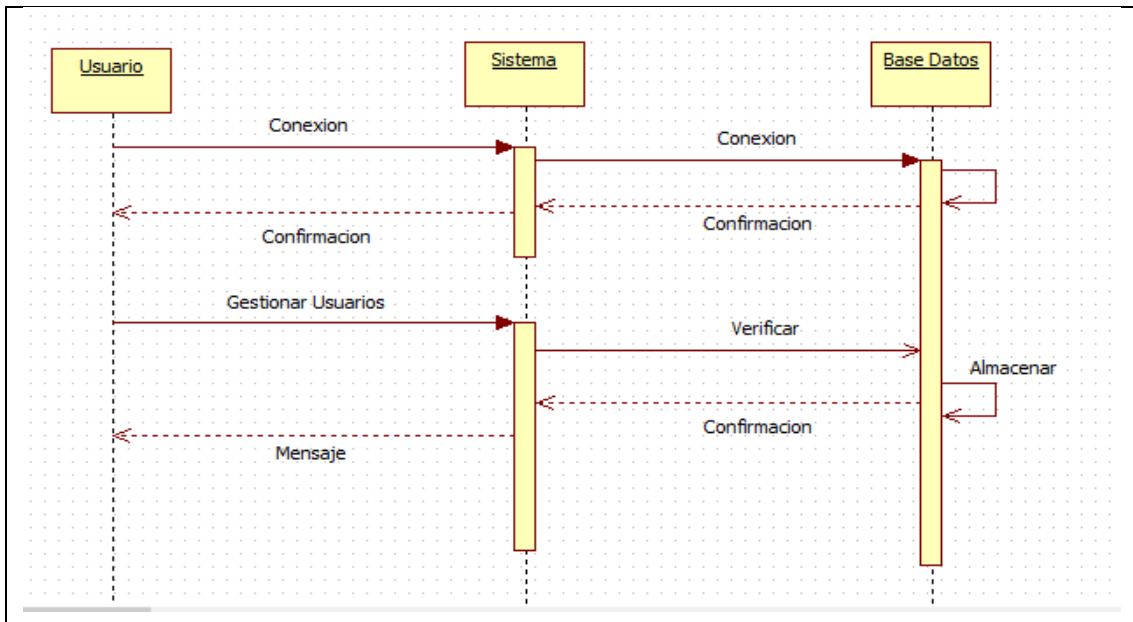 Usuario
Sistema
Base Datos
Conexion
Conexion
Confirmacion
Confirmacion
Gestionar Usuarios
Verificar
Almacenar
Confirmacion
Mensaje